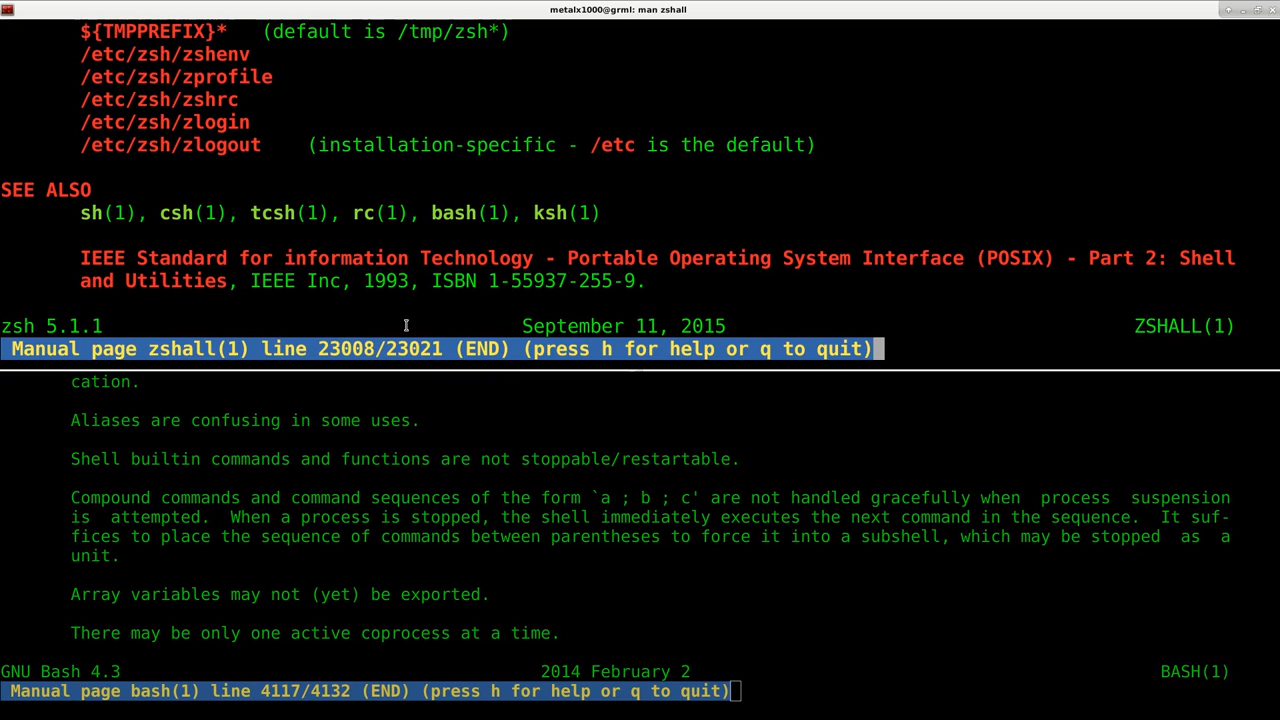 metalx1000@grml: man zshall
${TMPPREFIX}* (default is /tmp/zsh*)
/etc/zsh/zshenv
/etc/zsh/zprofile
/etc/zsh/zshrc
/etc/zsh/zlogin
/etc/zsh/zlogout (installation-specific - /etc is the default)
SEE ALSO
sh(1), csh(1), tcsh(1), rc(1), bash(1), ksh(1)
IEEE Standard for information Technology - Portable Operating System Interface (POSIX) - Part 2: Shell
and Utilities, IEEE Inc, 1993, ISBN 1-55937-255-9.
zsh 5.1.1 September 11, 2015 ZSHALL(1)
Manual page zshall(1) line 23008/23021 (END) (press h for help or q to quit)
cation.
Aliases are confusing in some uses.
Shell builtin commands and functions are not stoppable/restartable.
Compound commands and command sequences of the form `a ; b ; c' are not handled gracefully when process suspension
is attempted. When a process is stopped, the shell immediately executes the next command in the sequence. It suf-
fices to place the sequence of commands between parentheses to force it into a subshell, which may be stopped as a
unit.
Array variables may not (yet) be exported.
There may be only one active coprocess at a time.
GNU Bash 4.3 2014 February 2 BASH(1)
Manual page bash(1) line 4117/4132 (END) (press h for help or q to quit)